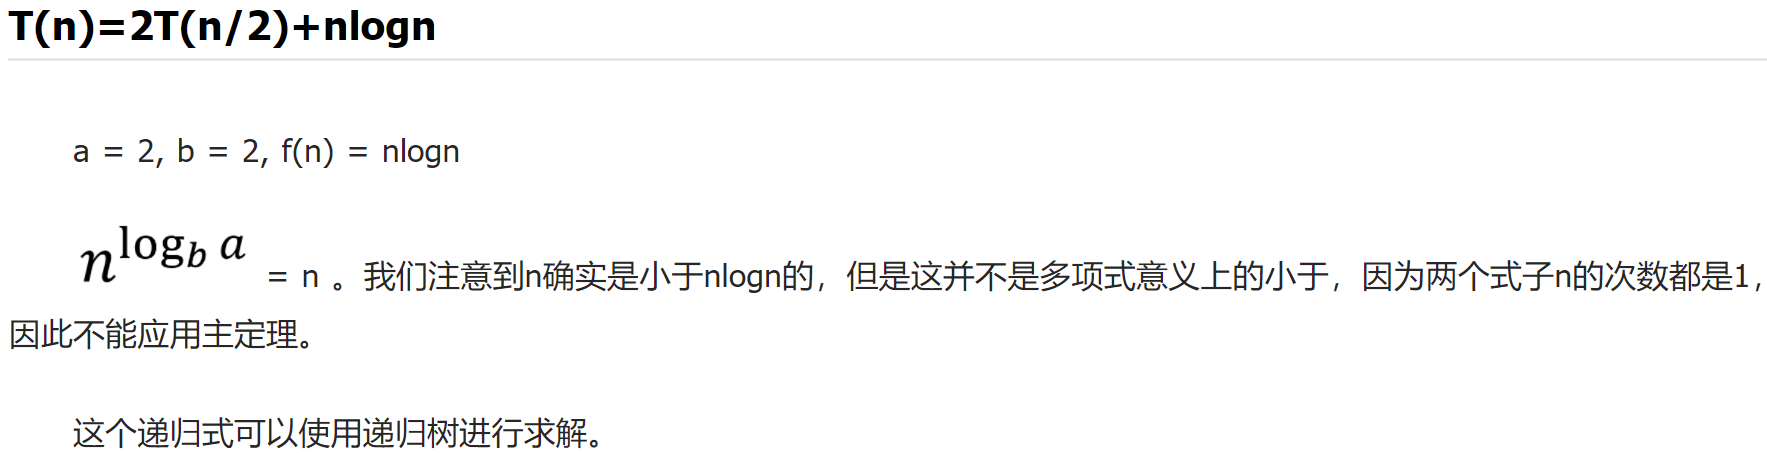 T(n)=2T(n/2)+nlogn
a = 2, b = 2, f(n) = nlogn
n^{log_b a} = n 。我们注意到n确实是小于nlogn的，但是这并不是多项式意义上的小于，因为两个式子n的次数都是1，
因此不能应用主定理。
这个递归式可以使用递归树进行求解。